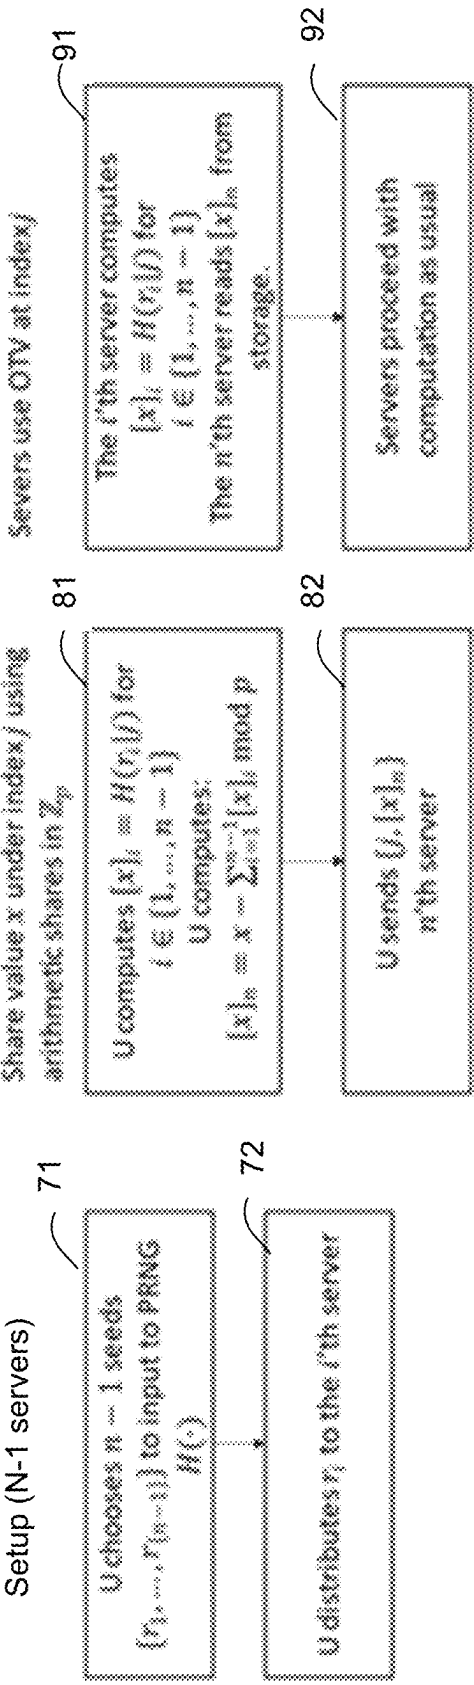 Setup (N-1 servers)
71
U chooses n − 1 seeds
{r₁, …, r₍ₙ₋₁₎} to input to PRNG
H(·)
72
U distributes rᵢ to the i'th server
Share value x under index j using
arithmetic shares in ℤₚ
81
U computes [x]ᵢ = H(rᵢ|j) for
i ∈ {1, …, n − 1}
U computes:
[x]ₙ = x − ∑ᵢ₌₁ⁿ⁻¹[x]ᵢ mod p
82
U sends {j, [x]ₙ}
n'th server
Severs use OTV at index j
91
The i'th server computes
[x]ᵢ = H(rᵢ|j) for
i ∈ {1, …, n − 1}
The n'th server reads [x]ₙ from
storage.
92
Servers proceed with
computation as usual